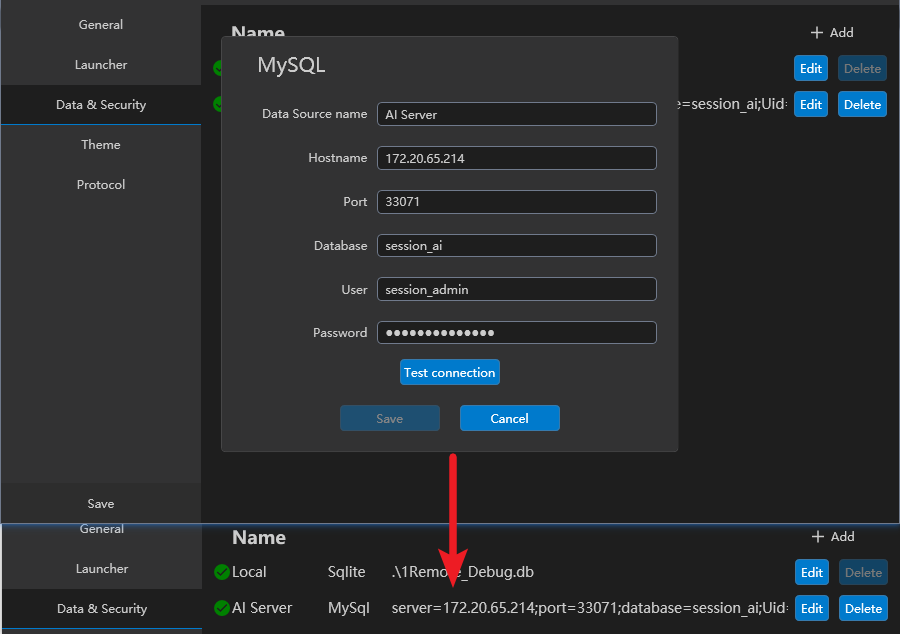 General
Launcher
Data & Security
Theme
Protocol
Save
Name
+ Add
Edit Delete
e=session_ai;Uid= Edit Delete
MySQL
Data Source name AI Server
Hostname 172.20.65.214
Port 33071
Database session_ai
User session_admin
Password ●●●●●●●●●●●●●●
Test connection
Save Cancel
General
Launcher
Data & Security
Name + Add
Local Sqlite .\1Remote_Debug.db Edit Delete
AI Server MySql server=172.20.65.214;port=33071;database=session_ai;Uid= Edit Delete